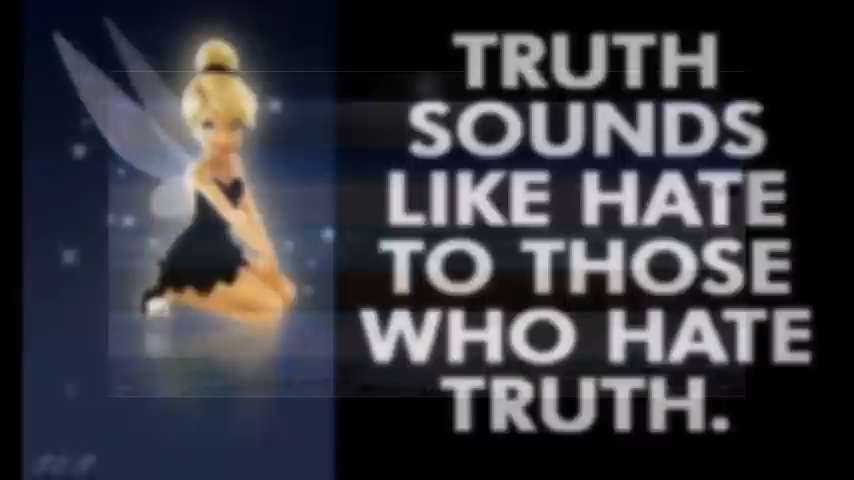 TRUTH
SOUNDS
LIKE HATE
TO THOSE
WHO HATE
TRUTH.